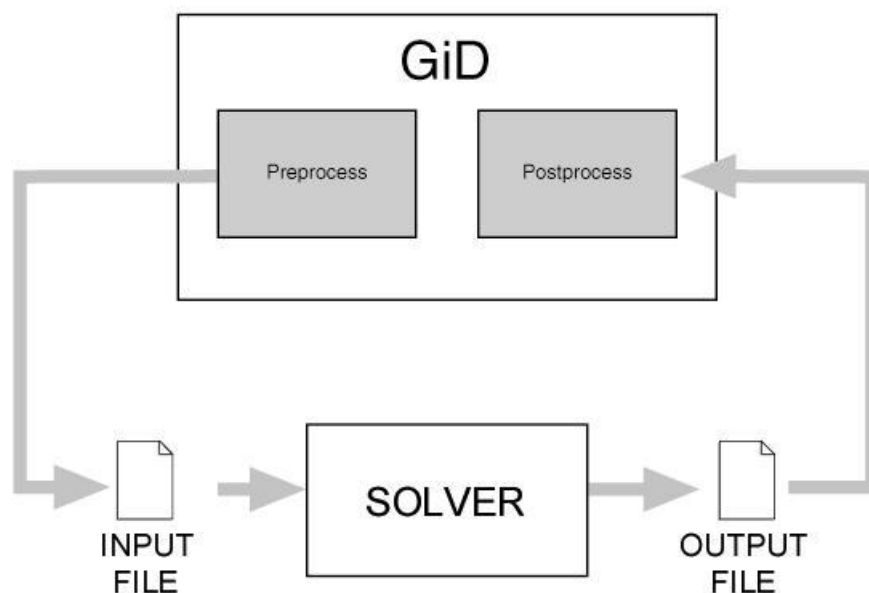 GiD
Preprocess
Postprocess
INPUT
FILE
SOLVER
OUTPUT
FILE